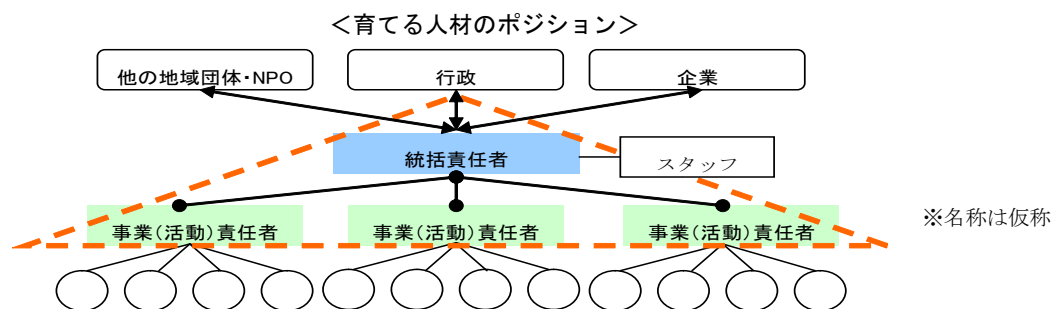 ＜育てる人材のポジション＞
他の地域団体・NPO
行政
企業
統括責任者
スタッフ
事業(活動)責任者
事業(活動)責任者
事業(活動)責任者
※名称は仮称